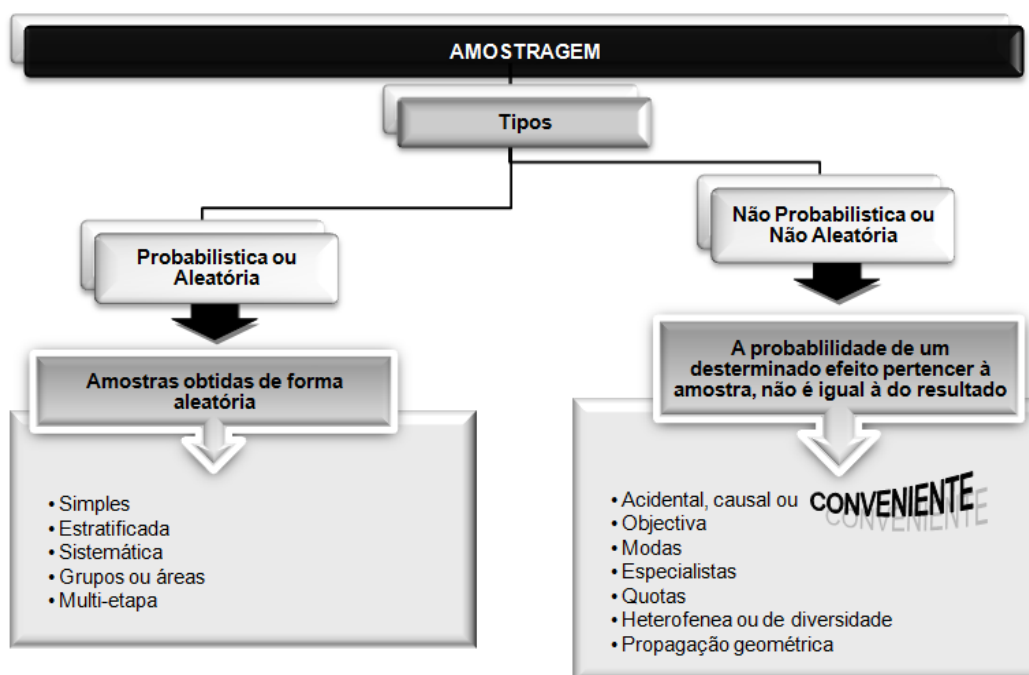 AMOSTRAGEM
Tipos
Probabilistica ou
Aleatória
Amostras obtidas de forma
aleatória
• Simples
• Estratificada
• Sistemática
• Grupos ou áreas
• Multi-etapa
Não Probabilistica ou
Não Aleatória
A probablilidade de um
desterminado efeito pertencer à
amostra, não é igual à do resultado
• Acidental, causal ou CONVENIENTE
• Objectiva
• Modas
• Especialistas
• Quotas
• Heterofenea ou de diversidade
• Propagação geométrica